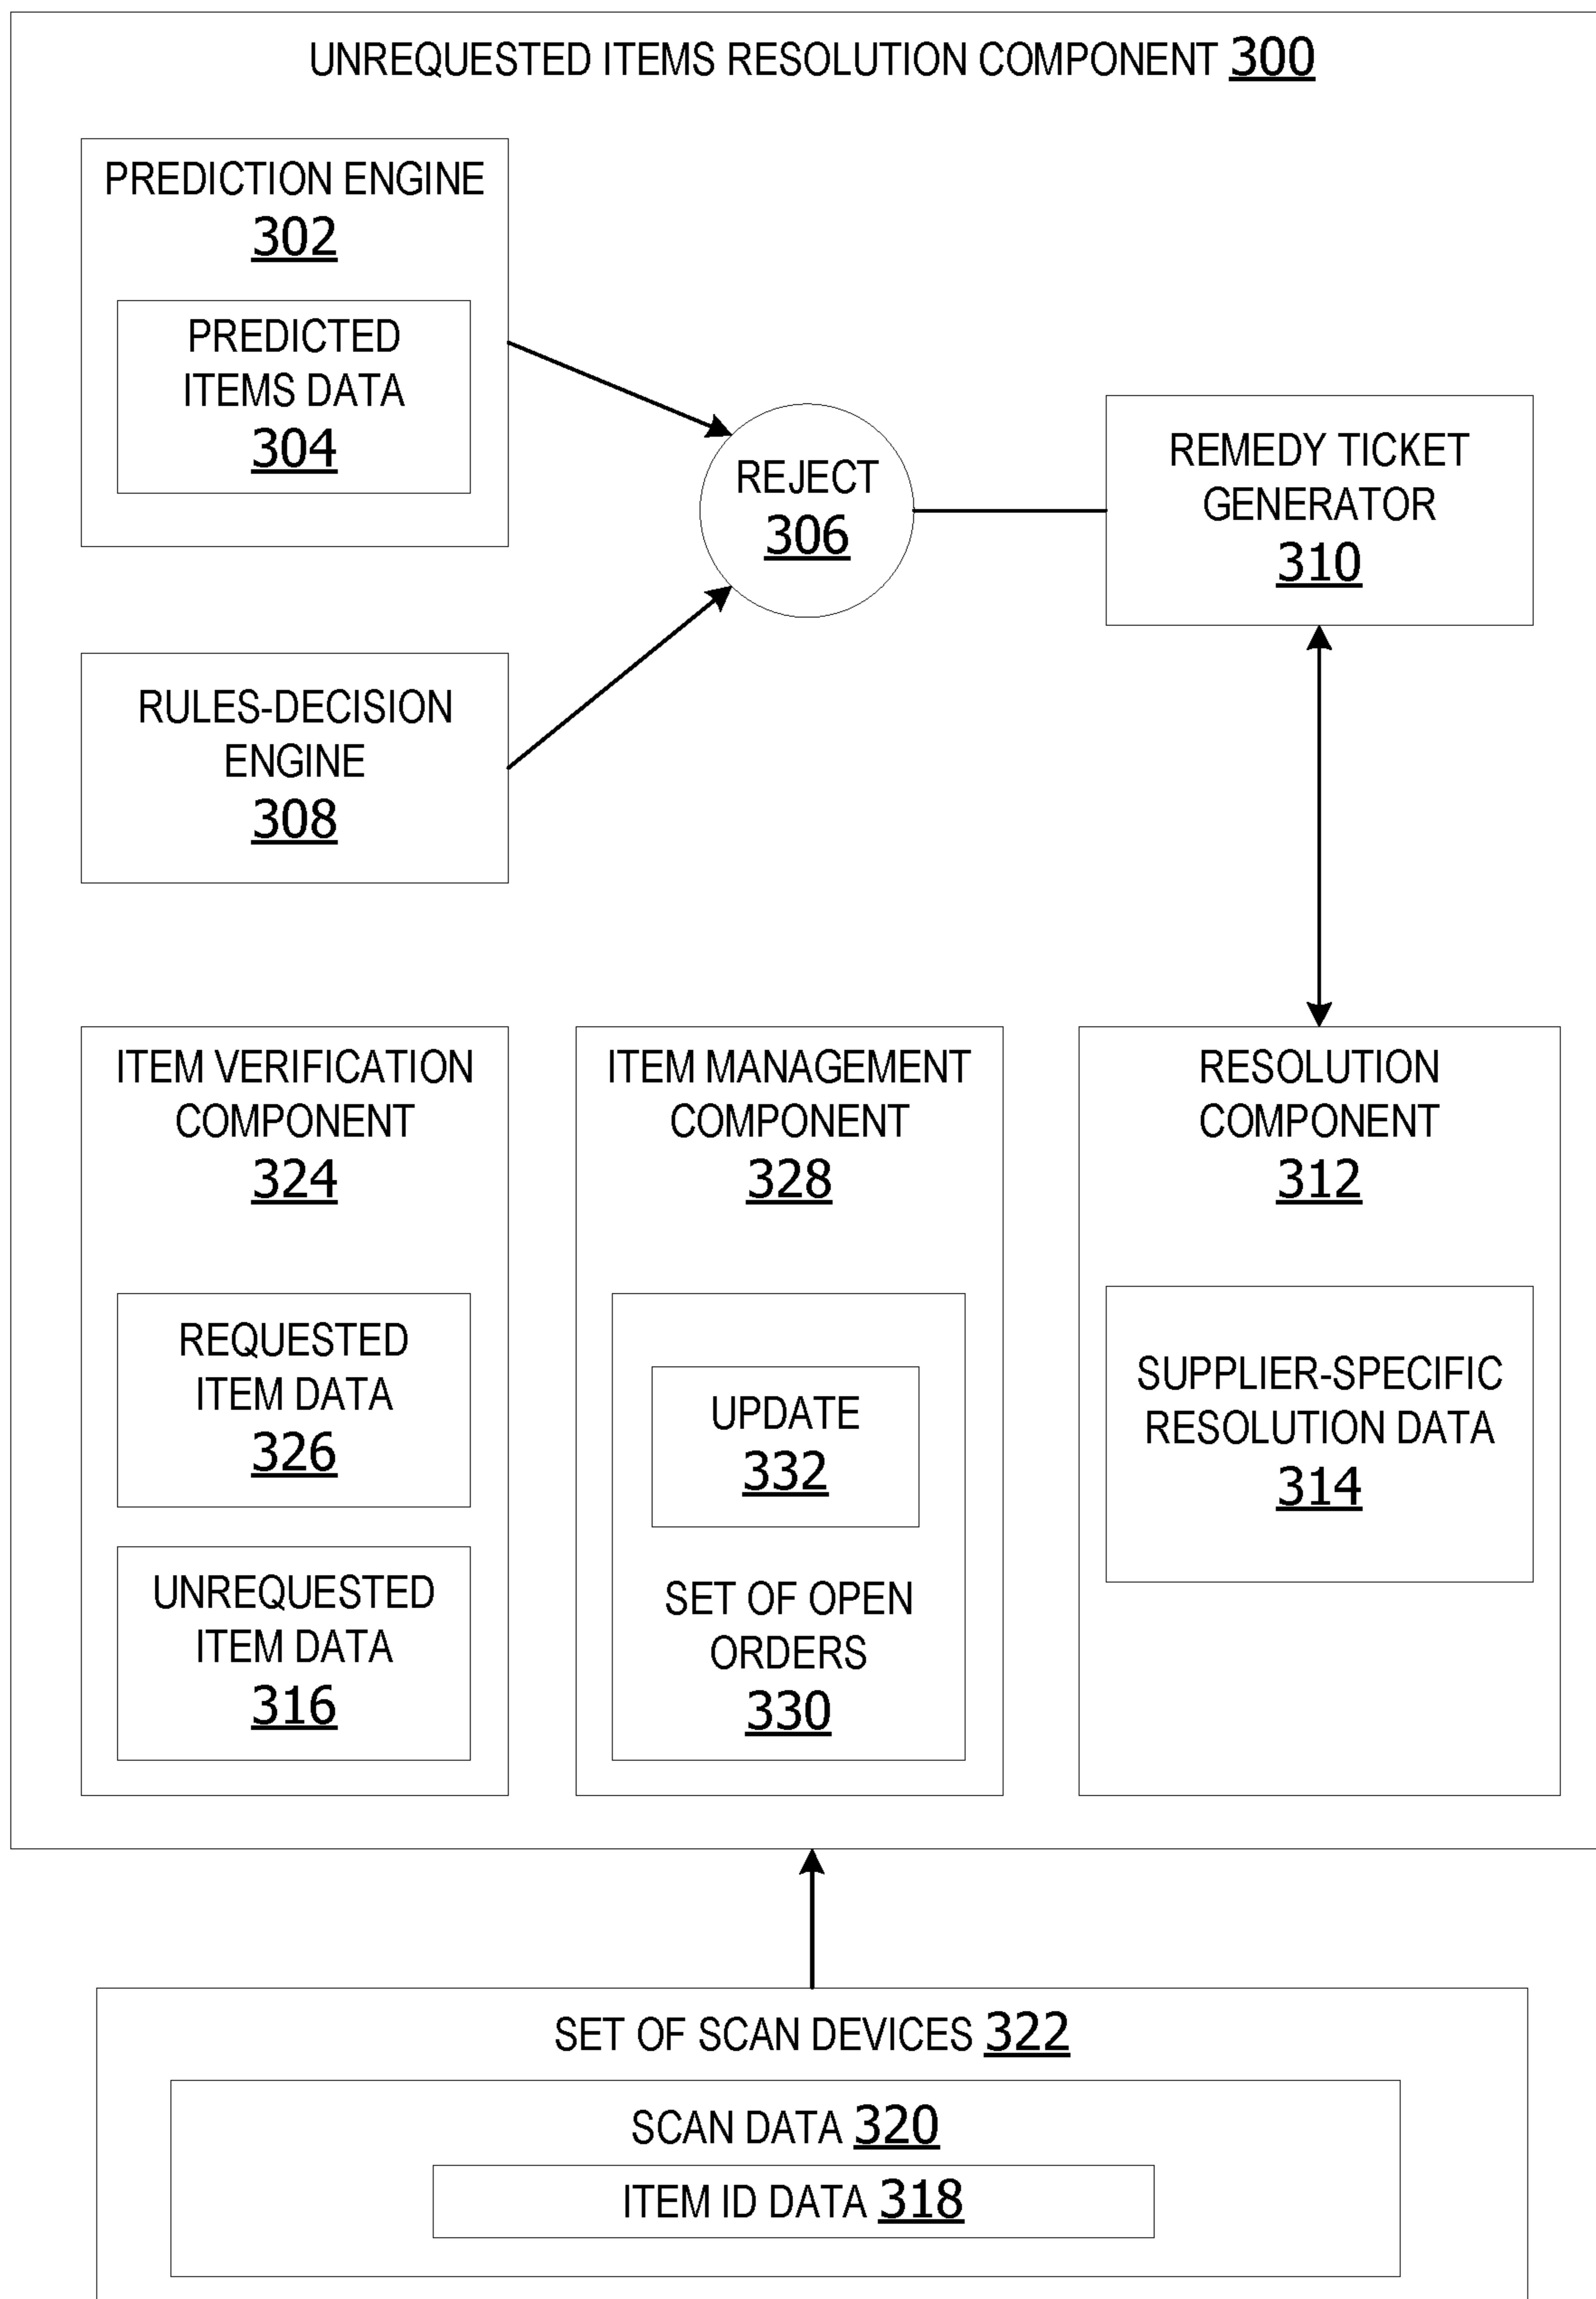 UNREQUESTED ITEMS RESOLUTION COMPONENT 300
PREDICTION ENGINE
302
PREDICTED
ITEMS DATA
304
REJECT
306
REMEDY TICKET
GENERATOR
310
RULES-DECISION
ENGINE
308
ITEM VERIFICATION
COMPONENT
324
REQUESTED
ITEM DATA
326
UNREQUESTED
ITEM DATA
316
ITEM MANAGEMENT
COMPONENT
328
UPDATE
332
SET OF OPEN
ORDERS
330
RESOLUTION
COMPONENT
312
SUPPLIER-SPECIFIC
RESOLUTION DATA
314
SET OF SCAN DEVICES 322
SCAN DATA 320
ITEM ID DATA 318